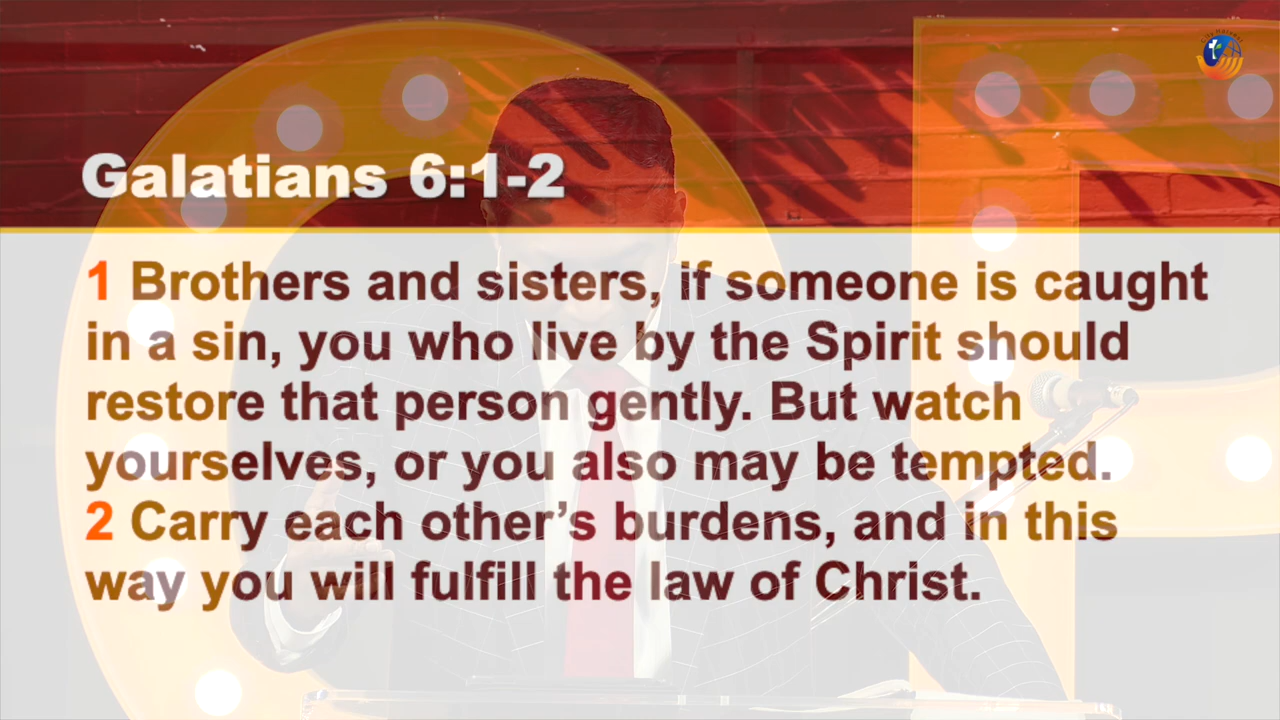 Galatians 6:1-2
1 Brothers and sisters, if someone is caught
in a sin, you who live by the Spirit should
restore that person gently. But watch
yourselves, or you also may be tempted.
2 Carry each other’s burdens, and in this
way you will fulfill the law of Christ.